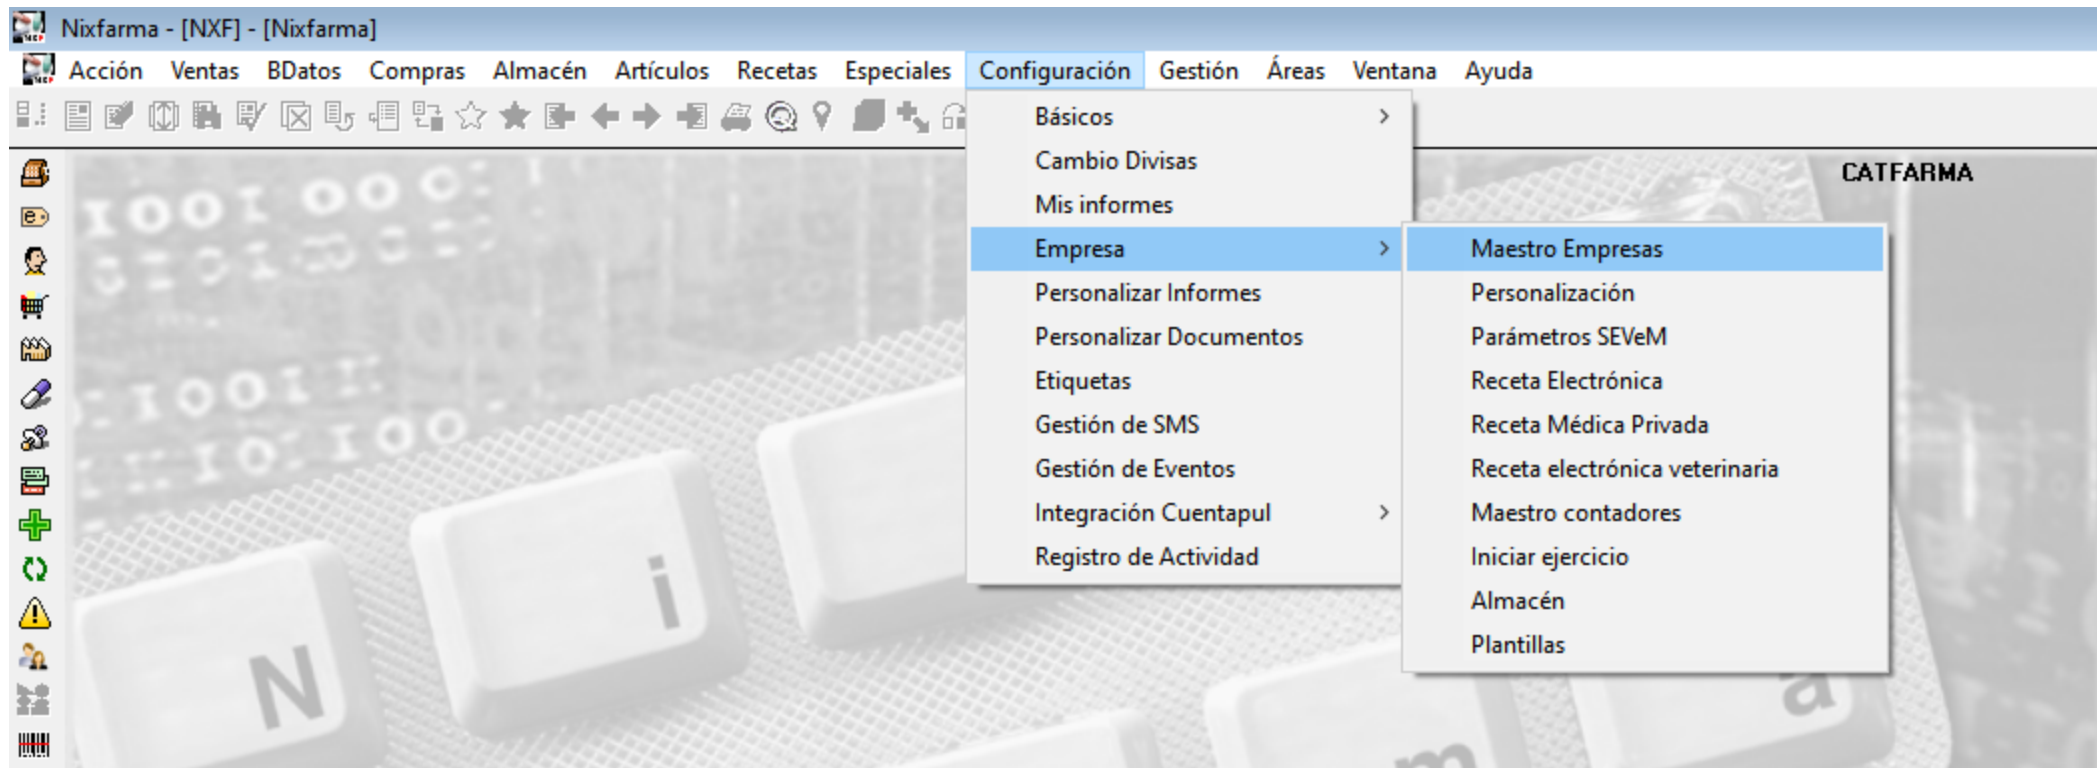 Nixfarma - [NXF] - [Nixfarma]
Acción Ventas BDatos Compras Almacén Artículos Recetas Especiales Configuración Gestión Áreas Ventana Ayuda
Básicos
Cambio Divisas
Mis informes
Empresa
Personalizar Informes
Personalizar Documentos
Etiquetas
Gestión de SMS
Gestión de Eventos
Integración Cuentapul
Registro de Actividad
Maestro Empresas
Personalización
Parámetros SEVeM
Receta Electrónica
Receta Médica Privada
Receta electrónica veterinaria
Maestro contadores
Iniciar ejercicio
Almacén
Plantillas
CATFARMA
N i
m a